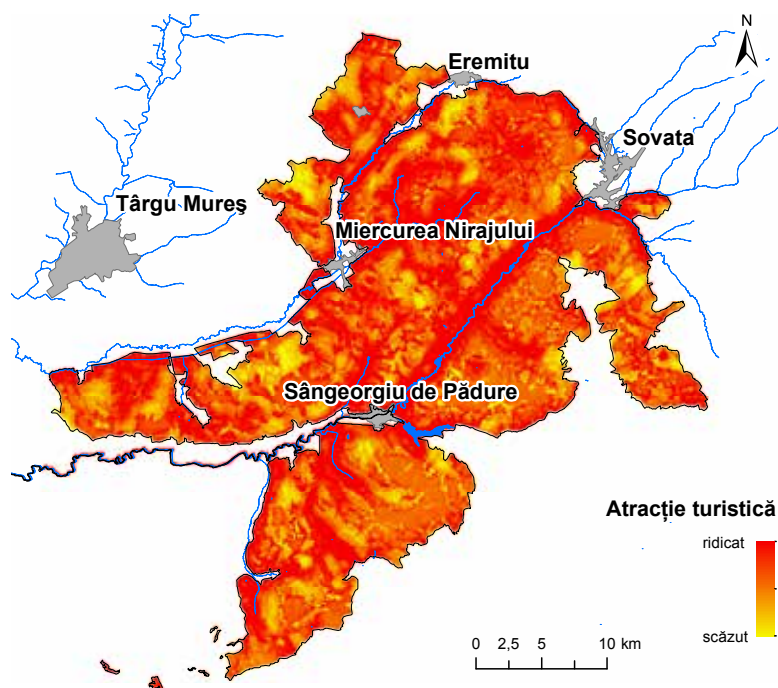 N
Eremitu
Sovata
Târgu Mureş
Miercurea Nirajului
Sângeorgiu de Pădure
Atracție turistică
ridicat
scăzut
0 2,5 5 10 km